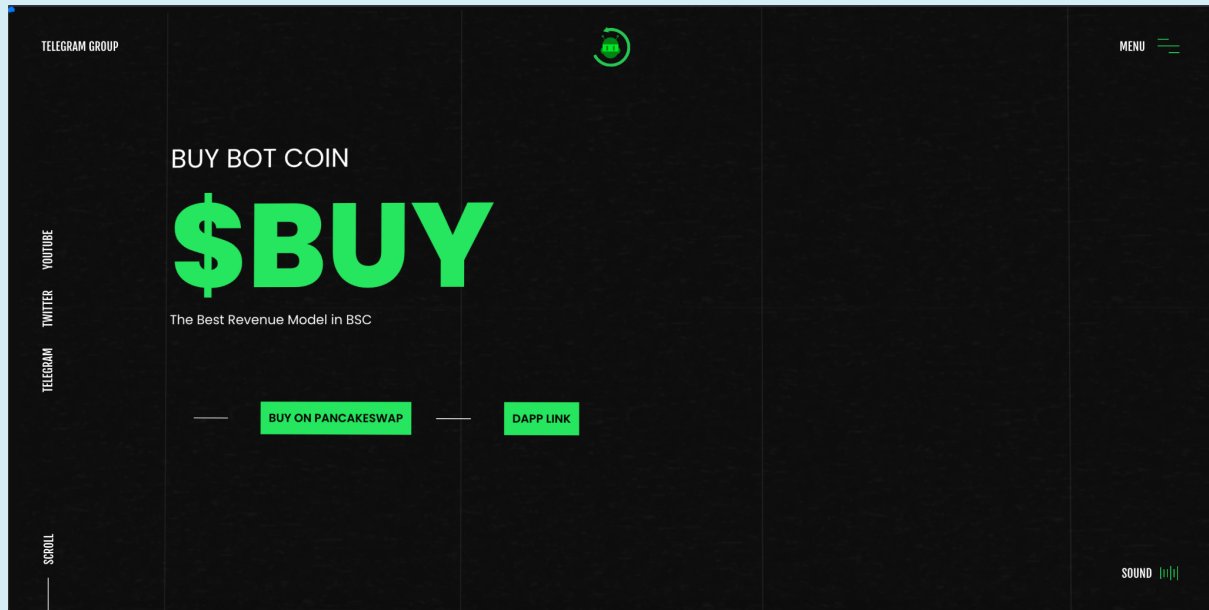 TELEGRAM GROUP
MENU
BUY BOT COIN
$BUY
The Best Revenue Model in BSC
YOUTUBE
TWITTER
TELEGRAM
BUY ON PANCAKESWAP
DAPP LINK
SCROLL
SOUND